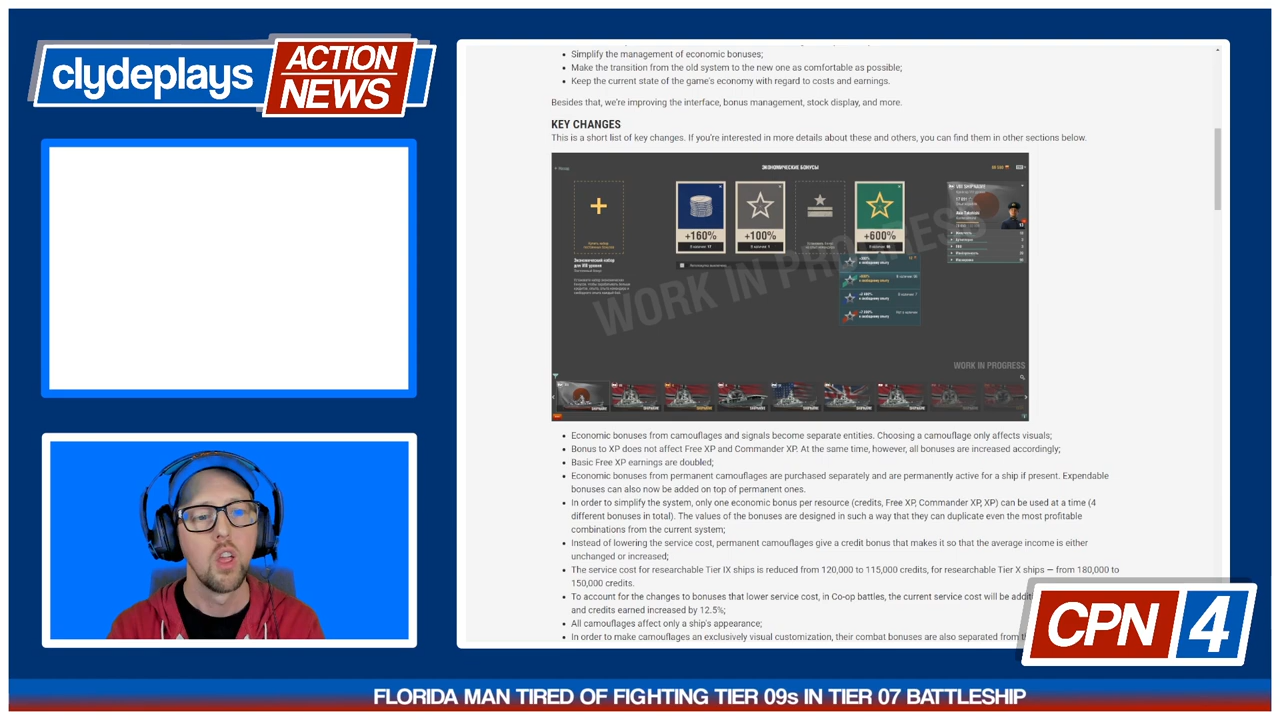 clydeplays
ACTION
NEWS
Simplify the management of economic bonuses;
Make the transition from the old system to the new one as comfortable as possible;
Keep the current state of the game's economy with regard to costs and earnings.
Besides that, we're improving the interface, bonus management, stock display, and more.
KEY CHANGES
This is a short list of key changes. If you're interested in more details about these and others, you can find them in other sections below.
ЭКОНОМИЧЕСКИЕ БОНУСЫ
+160%
+100%
+600%
WORK IN PROGRESS
WORK IN PROGRESS
Economic bonuses from camouflages and signals become separate entities. Choosing a camouflage only affects visuals;
Bonus to XP does not affect Free XP and Commander XP. At the same time, however, all bonuses are increased accordingly;
Basic Free XP earnings are doubled;
Economic bonuses from permanent camouflages are purchased separately and are permanently active for a ship if present. Expendable
bonuses can also now be added on top of permanent ones.
In order to simplify the system, only one economic bonus per resource (credits, Free XP, Commander XP, XP) can be used at a time (4
different bonuses in total). The values of the bonuses are designed in such a way that they can duplicate even the most profitable
combinations from the current system;
Instead of lowering the service cost, permanent camouflages give a credit bonus that makes it so that the average income is either
unchanged or increased;
The service cost for researchable Tier IX ships is reduced from 120,000 to 115,000 credits, for researchable Tier X ships — from 180,000 to
150,000 credits.
To account for the changes to bonuses that lower service cost, in Co-op battles, the current service cost will be
and credits earned increased by 12.5%;
All camouflages affect only a ship's appearance;
In order to make camouflages an exclusively visual customization, their combat bonuses are also separated from
CPN 4
FLORIDA MAN TIRED OF FIGHTING TIER 09s IN TIER 07 BATTLESHIP